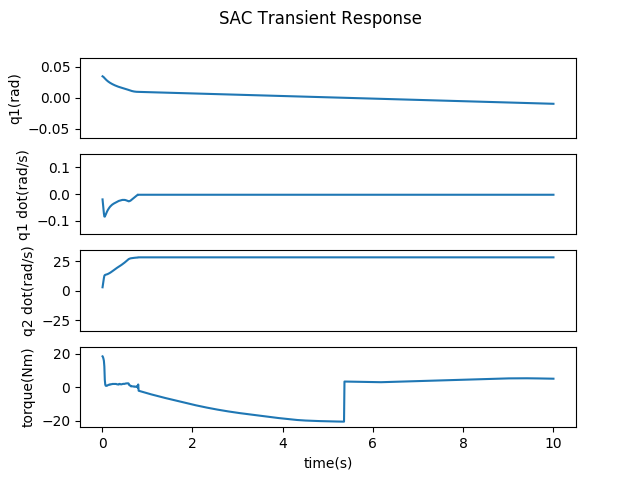 SAC Transient Response
q1(rad)
0.05
0.00
−0.05
q1 dot(rad/s)
0.1
0.0
−0.1
q2 dot(rad/s)
25
0
−25
torque(Nm)
20
0
−20
0 2 4 6 8 10
time(s)